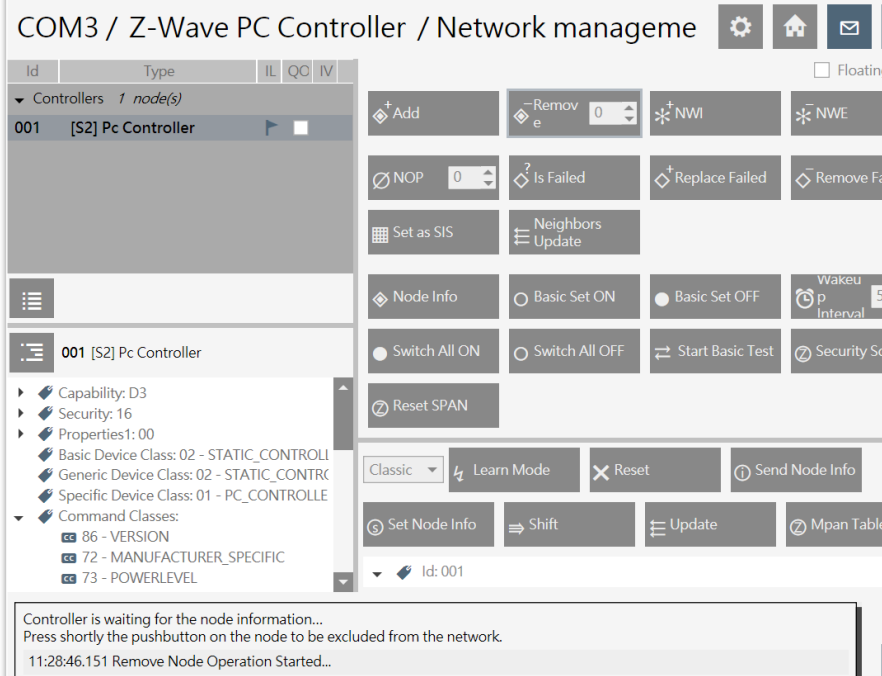 COM3 / Z-Wave PC Controller / Network manageme
Id Type IL QC IV
Controllers 1 node(s)
001 [S2] Pc Controller
001 [S2] Pc Controller
Capability: D3
Security: 16
Properties1: 00
Basic Device Class: 02 - STATIC_CONTROLL
Generic Device Class: 02 - STATIC_CONTR
Specific Device Class: 01 - PC_CONTROLLE
Command Classes:
CC 86 - VERSION
CC 72 - MANUFACTURER_SPECIFIC
CC 73 - POWERLEVEL
Floatin
Add
Remov
e
0
NWI
NWE
NOP 0
Is Failed
?
Replace Failed
Remove Fa
Set as SIS
Neighbors
Update
Node Info
Basic Set ON
Basic Set OFF
Wakeu
p
Interval
5
Switch All ON
Switch All OFF
Start Basic Test
Security Sc
Reset SPAN
Classic
Learn Mode
Reset
Send Node Info
Set Node Info
Shift
Update
Mpan Table
Id: 001
Controller is waiting for the node information...
Press shortly the pushbutton on the node to be excluded from the network.
11:28:46.151 Remove Node Operation Started...